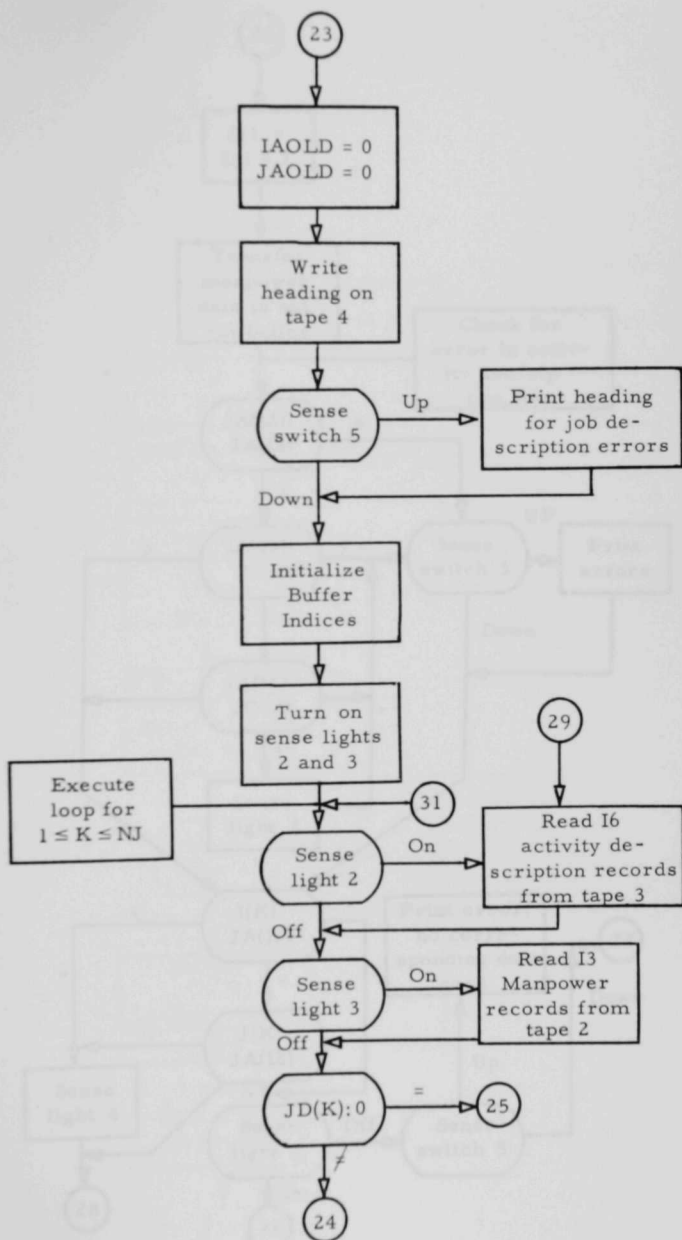 23
IAOLD = 0
JAOLD = 0
Write
heading on
tape 4
Sense
switch 5
Up
Print heading
for job de-
scription errors
Down
Initialize
Buffer
Indices
Turn on
sense lights
2 and 3
29
Execute
loop for
1 ≤ K ≤ NJ
31
Sense
light 2
On
Read I6
activity de-
scription records
from tape 3
Off
Sense
light 3
On
Read I3
Manpower
records from
tape 2
Off
JD(K):0
=
25
≠
24